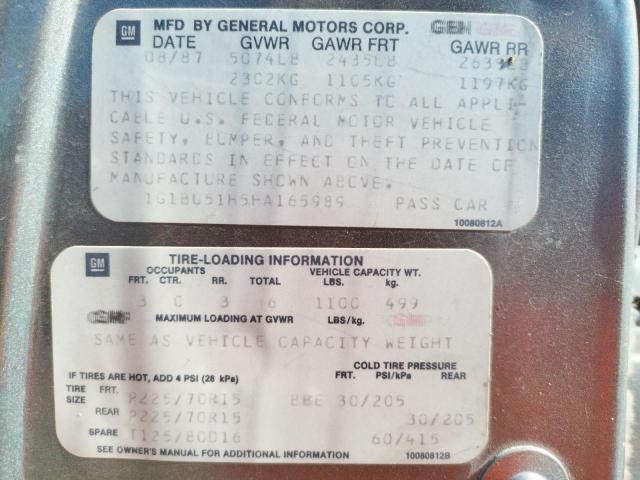 GM MFD BY GENERAL MOTORS CORP.
DATE GVWR GAWR FRT GAWR RR
08/87 5074LB 2435LB
2302KG 1105KG 1197KG
THIS VEHICLE CONFORMS TO ALL APPLI-
CABLE U.S. FEDERAL MOTOR VEHICLE
SAFETY, BUMPER, AND THEFT PREVENTION
STANDARDS IN EFFECT ON THE DATE OF
MANUFACTURE SHOWN ABOVE.
1G1BU51H5HA165989 PASS CAR
10080812A
GM TIRE-LOADING INFORMATION
OCCUPANTS VEHICLE CAPACITY WT.
FRT. CTR. RR. TOTAL LBS. kg.
3 0 3 6 1100 499
MAXIMUM LOADING AT GVWR LBS/kg.
SAME AS VEHICLE CAPACITY WEIGHT
COLD TIRE PRESSURE
IF TIRES ARE HOT, ADD 4 PSI (28 kPa) FRT. PSI/kPa REAR
TIRE SIZE FRT. P225/70R15 BBE 30/205
REAR P225/70R15 30/205
SPARE T125/80D16 60/415
SEE OWNER'S MANUAL FOR ADDITIONAL INFORMATION 10080812B